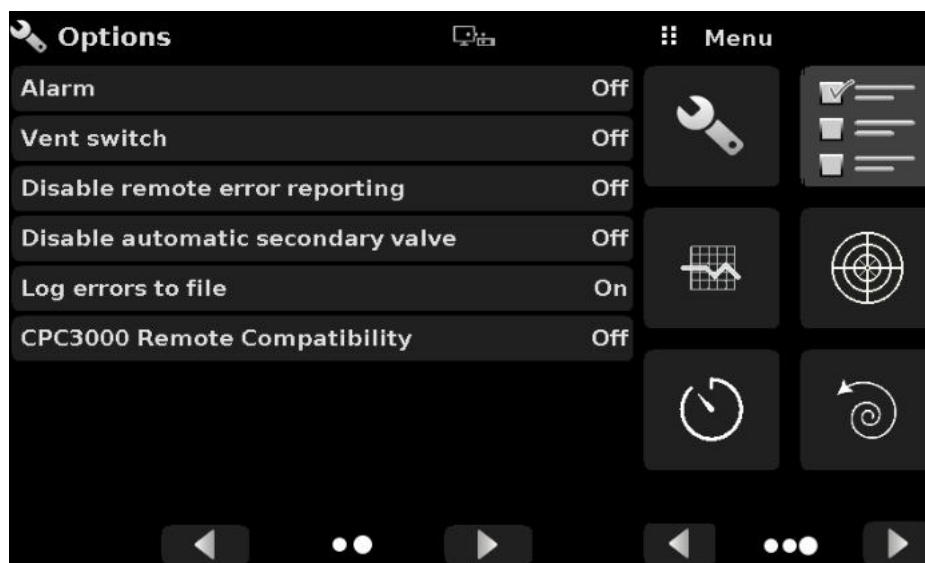 Options
Menu
Alarm Off
Vent switch Off
Disable remote error reporting Off
Disable automatic secondary valve Off
Log errors to file On
CPC3000 Remote Compatibility Off